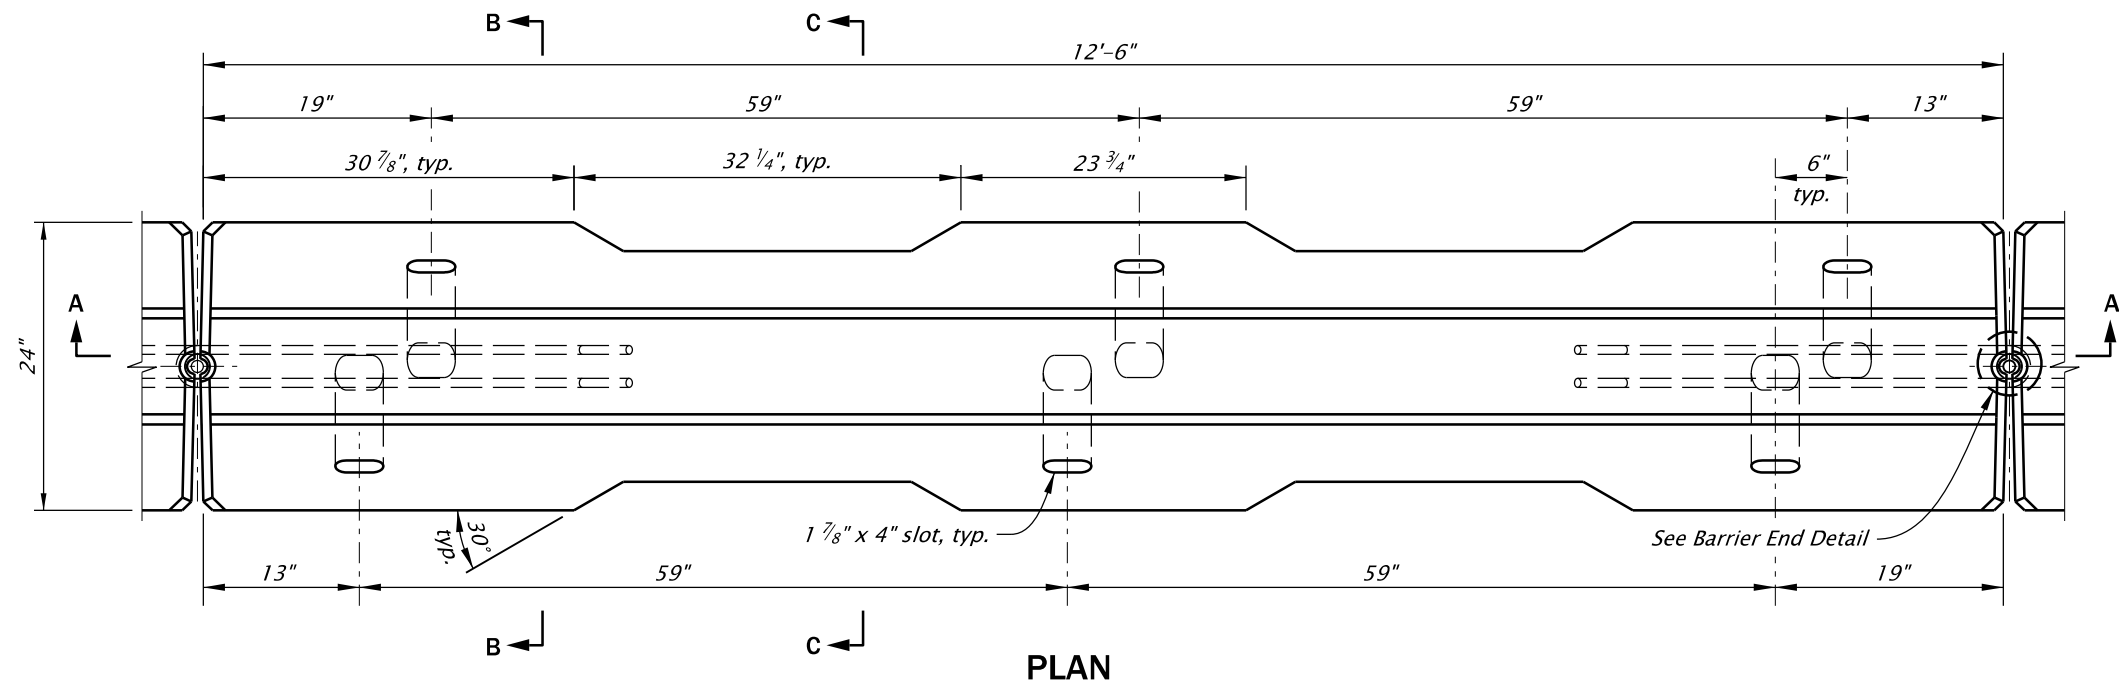 B C
12'–6"
19" 59" 59" 13"
30 ⅞", typ. 32 ¼", typ. 23 ¾" 6"
typ.
A A
24"
30°
typ.
1 ⅞" x 4" slot, typ. See Barrier End Detail
13" 59" 59" 19"
B C
PLAN